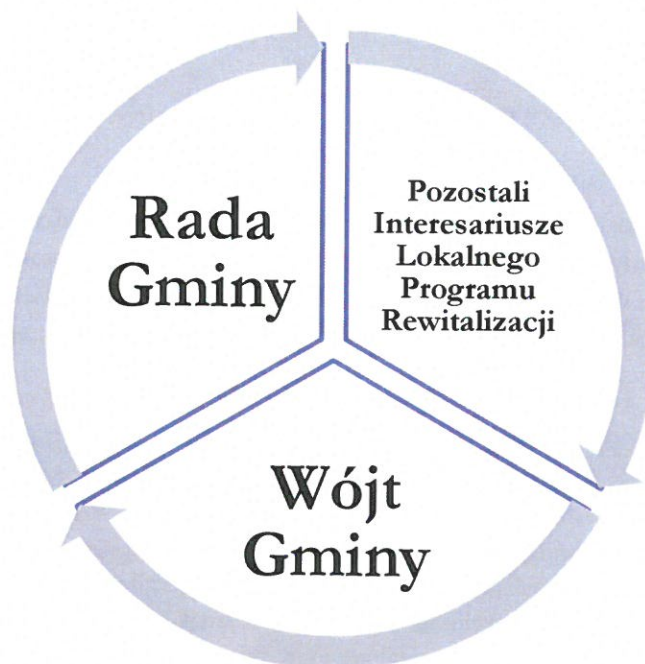 Rada
Gminy
Pozostali
Interesariusze
Lokalnego
Programu
Rewitalizacji
Wójt
Gminy